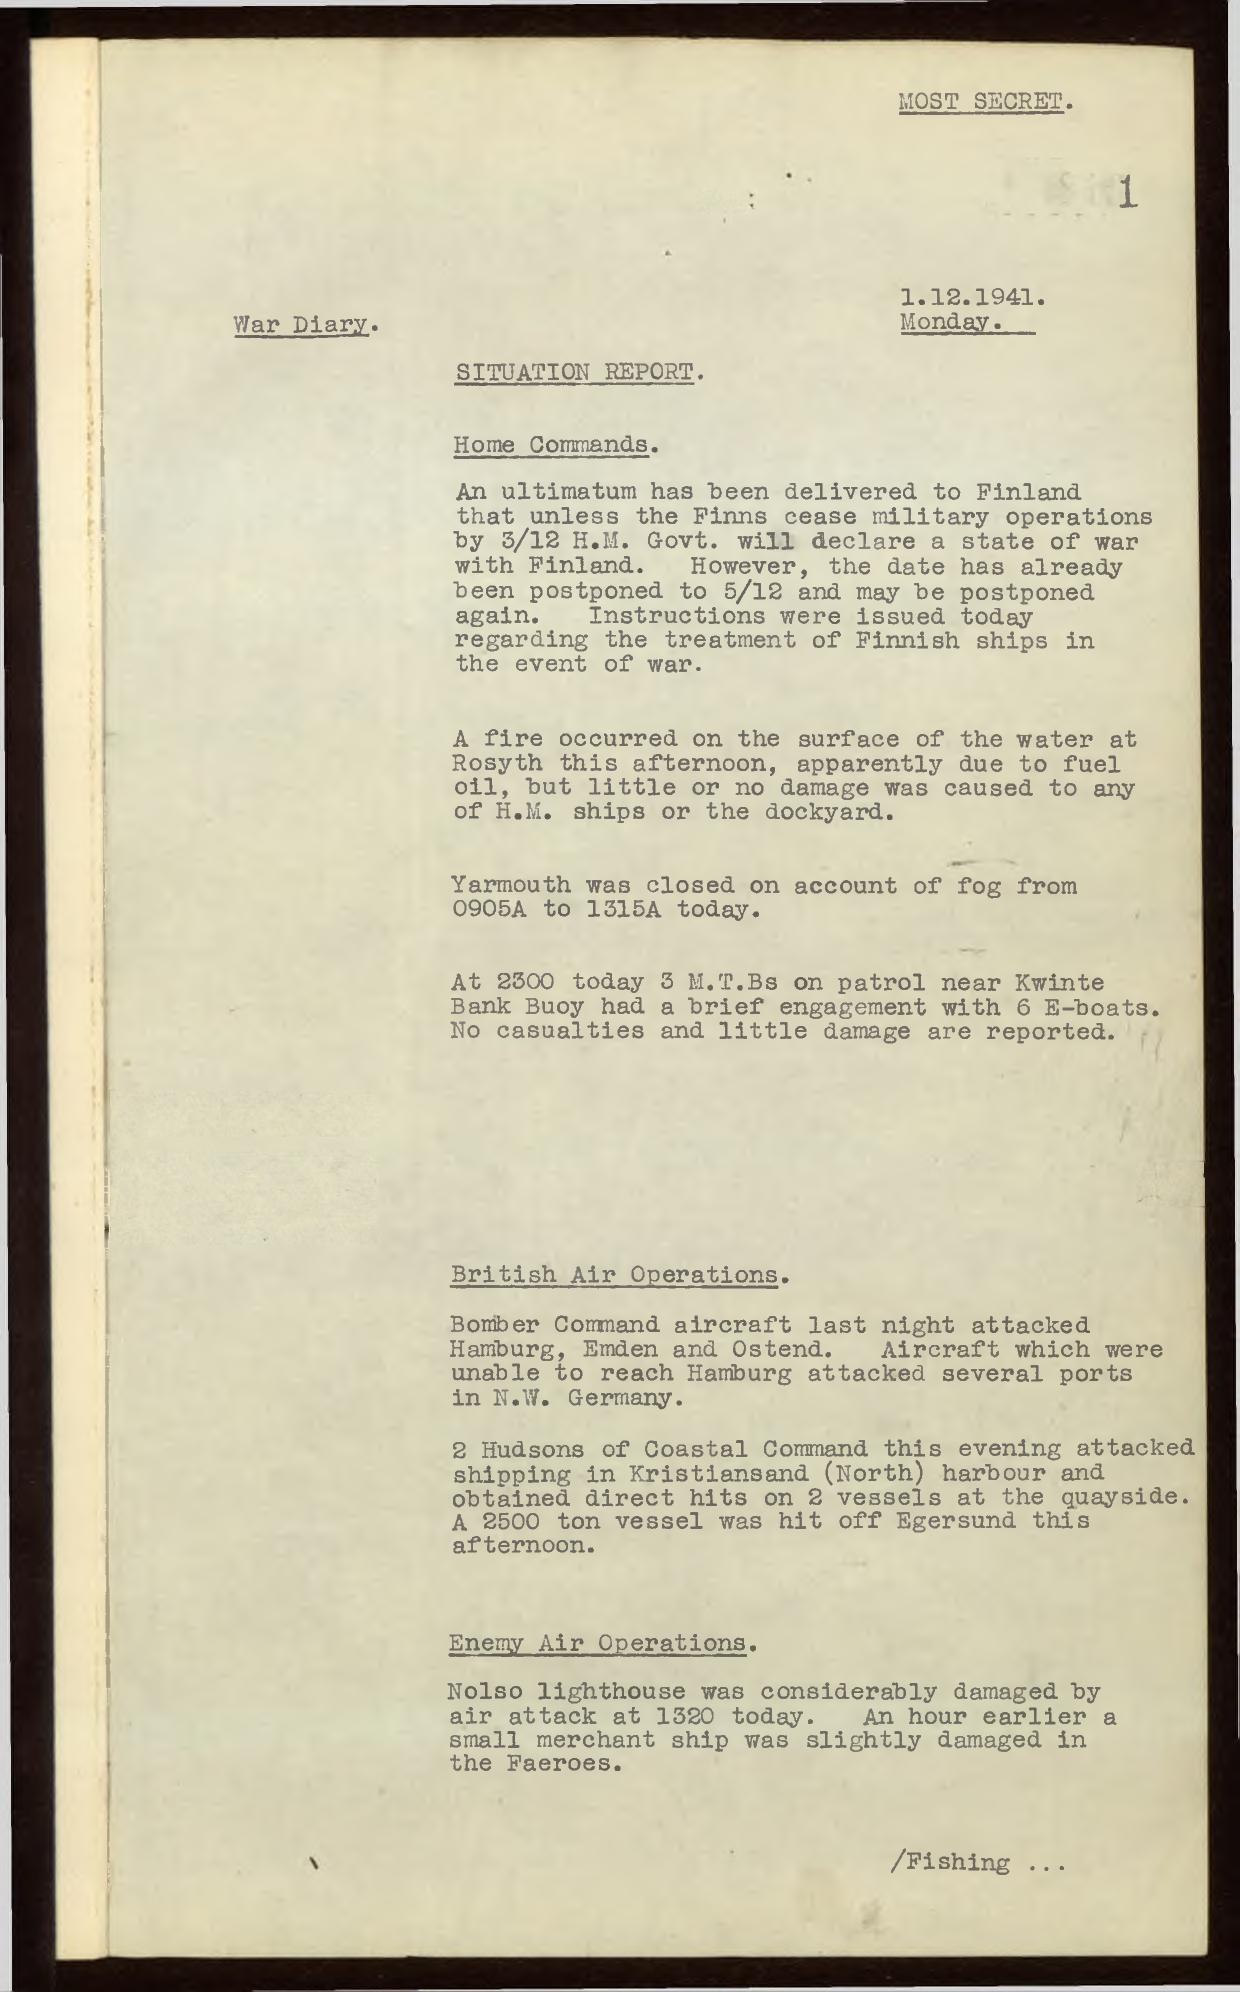 MOST SECRET.
1
1.12.1941.
War Diary.
Monday.
SITUATION REPORT.
Home Commands.
An ultimatum has been delivered to Finland
that unless the Finns cease military operations
by 3/12 H.M. Govt. will declare a state of war
with Finland. However, the date has already
been postponed to 5/12 and may be postponed
again. Instructions were issued today
regarding the treatment of Finnish ships in
the event of war.
A fire occurred on the surface of the water at
Rosyth this afternoon, apparently due to fuel
oil, but little or no damage was caused to any
of H.M. ships or the dockyard.
Yarmouth was closed on account of fog from
0905A to 1315A today.
At 2300 today 3 M.T.Bs on patrol near Kwinte
Bank Buoy had a brief engagement with 6 E-boats.
No casualties and little damage are reported.
British Air Operations.
Bomber Command aircraft last night attacked
Hamburg, Emden and Ostend. Aircraft which were
unable to reach Hamburg attacked several ports
in N.W. Germany.
2 Hudsons of Coastal Command this evening attacked
shipping in Kristiansand (North) harbour and
obtained direct hits on 2 vessels at the quayside.
A 2500 ton vessel was hit off Egersund this
afternoon.
Enemy Air Operations.
Nolso lighthouse was considerably damaged by
air attack at 1320 today. An hour earlier a
small merchant ship was slightly damaged in
the Faeroes.
/Fishing ...